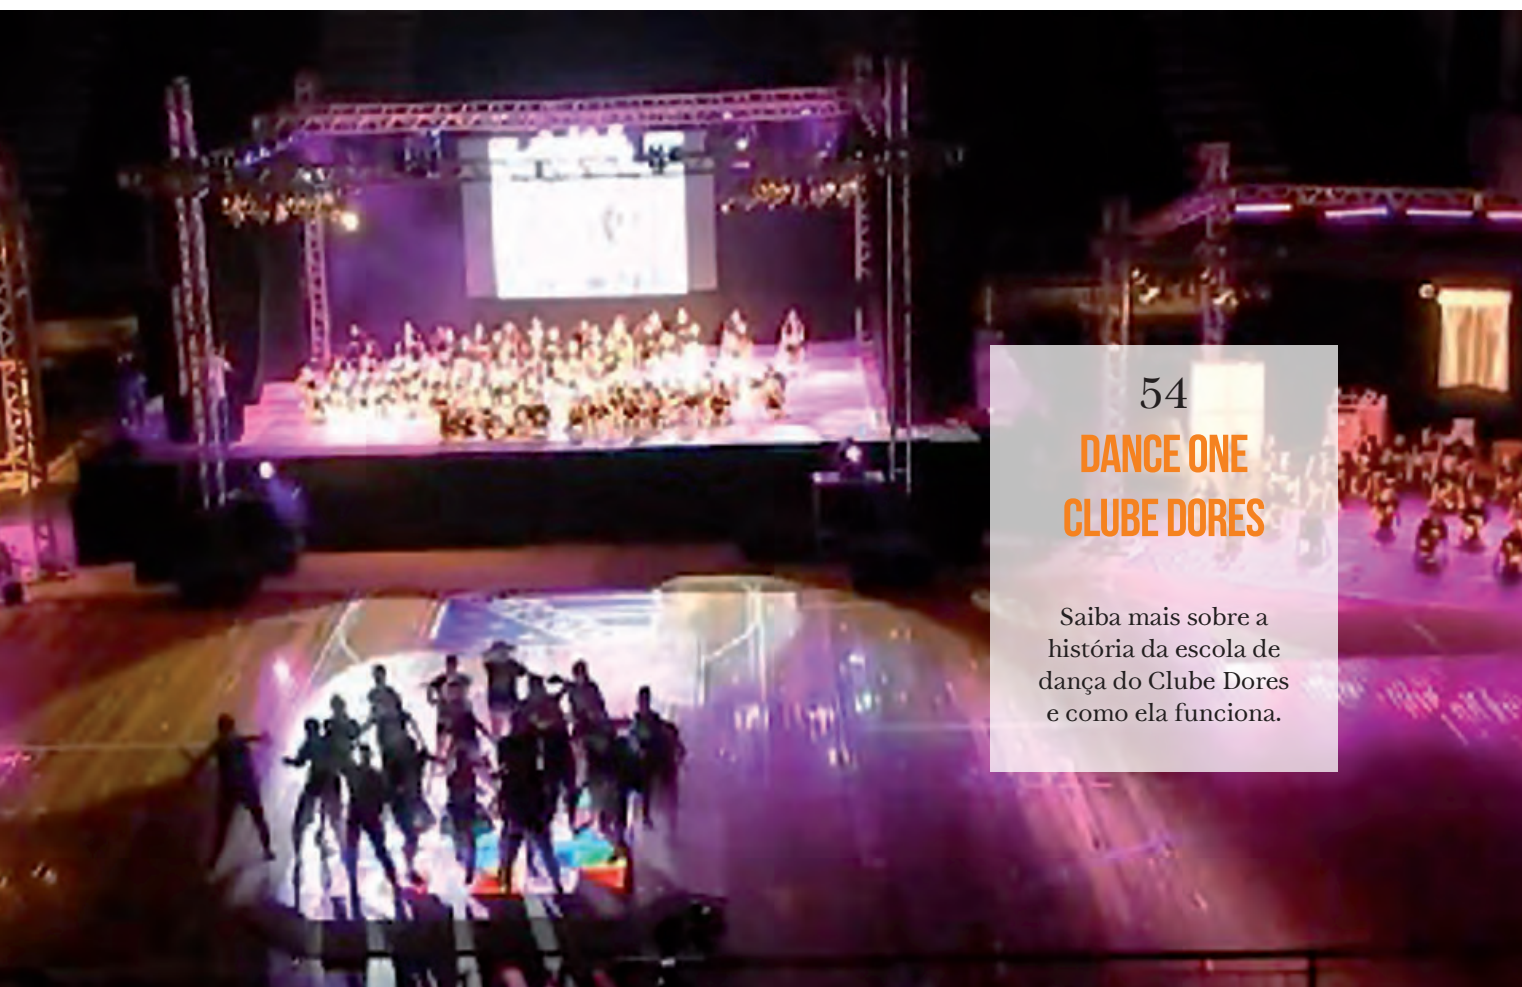 54
DANCE ONE
CLUBE DORES
Saiba mais sobre a
história da escola de
dança do Clube Dores
e como ela funciona.